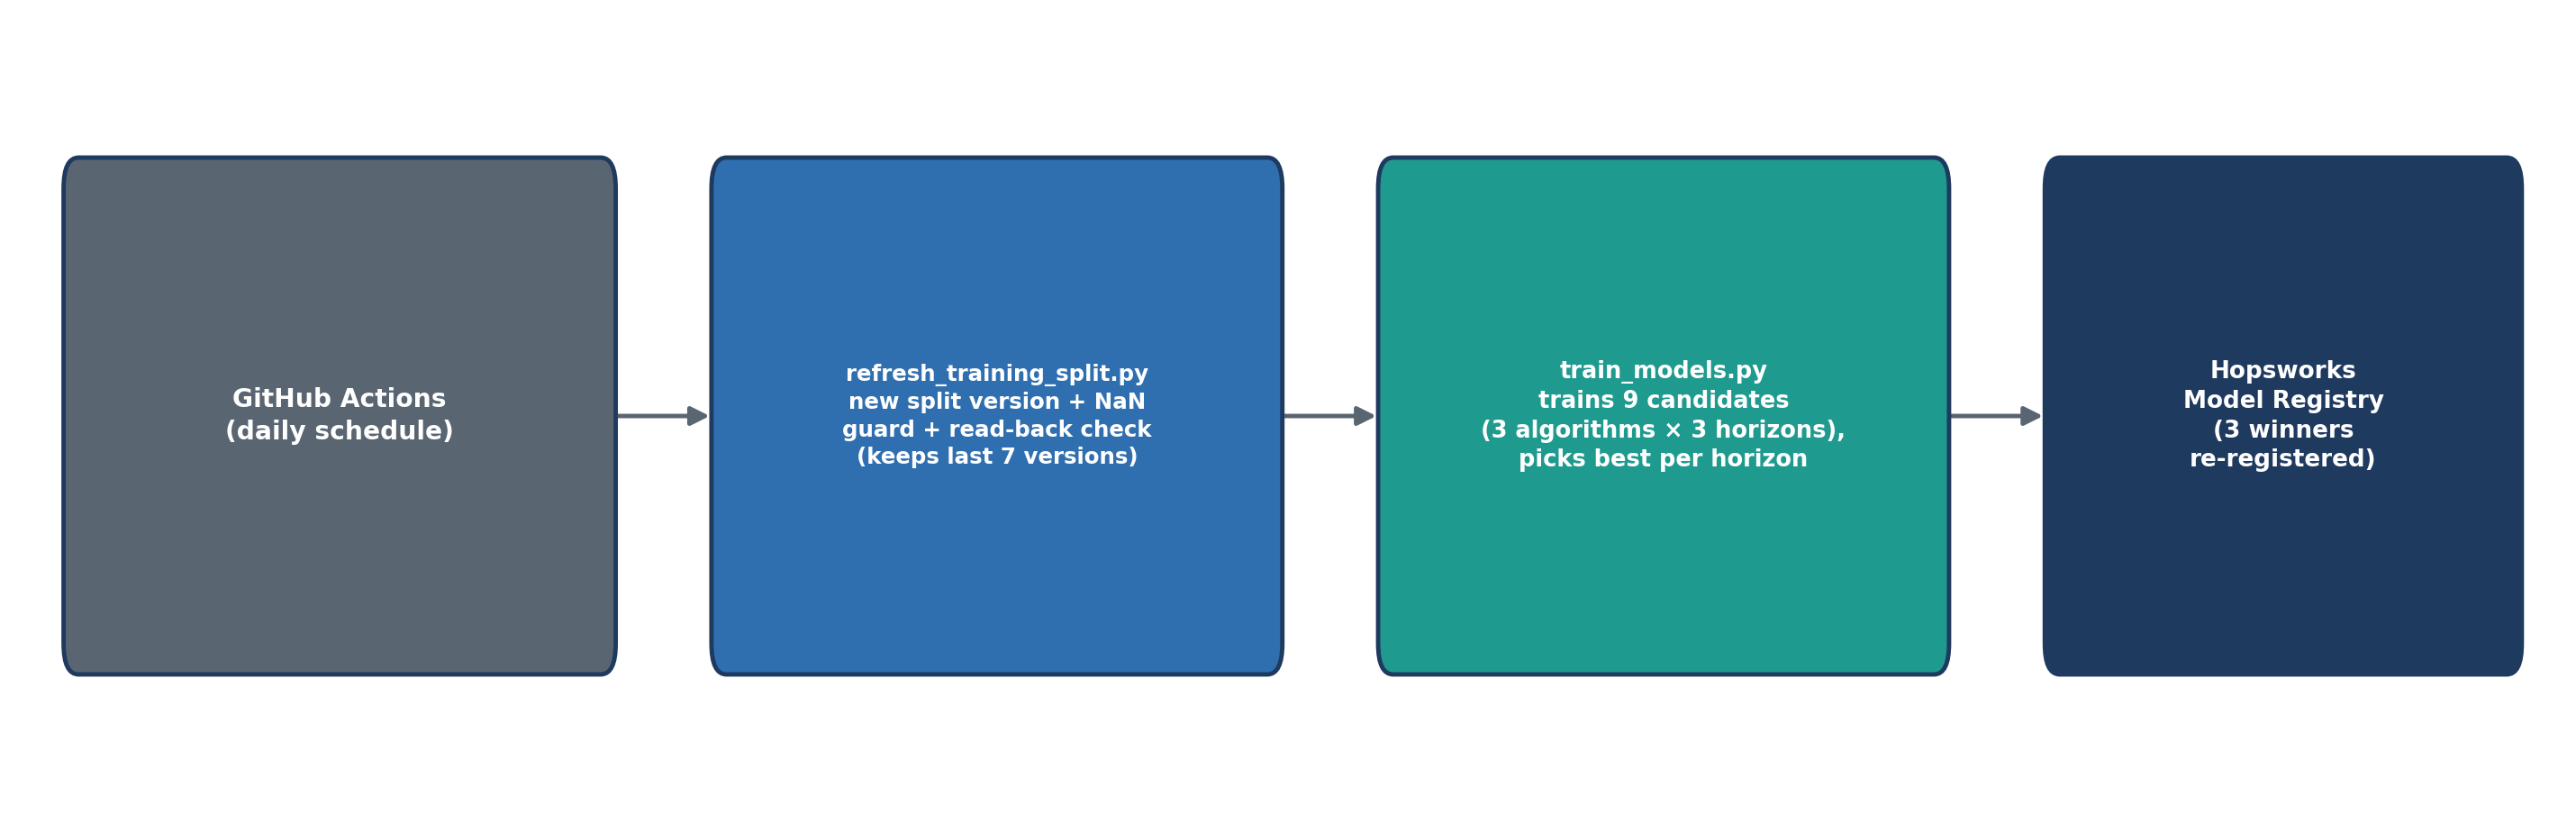 GitHub Actions
(daily schedule)
refresh_training_split.py
new split version + NaN
guard + read-back check
(keeps last 7 versions)
train_models.py
trains 9 candidates
(3 algorithms × 3 horizons),
picks best per horizon
Hopsworks
Model Registry
(3 winners
re-registered)